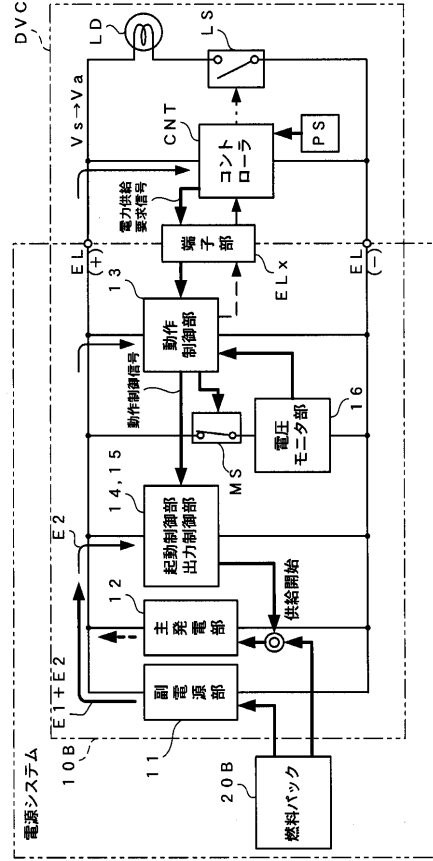 電源システム
DVC
LD
LS
Vs→Va
CNT
コント
ローラ
PS
電力供給
要求信号
端子部
ELx
EL
(+)
EL
(−)
13
動作
制御部
動作制御信号
MS
電圧
モニタ部
16
14,15
起動制御部
出力制御部
E2
12
主発電部
供給開始
E1+E2
副電源部
11
10B
20B
燃料パック